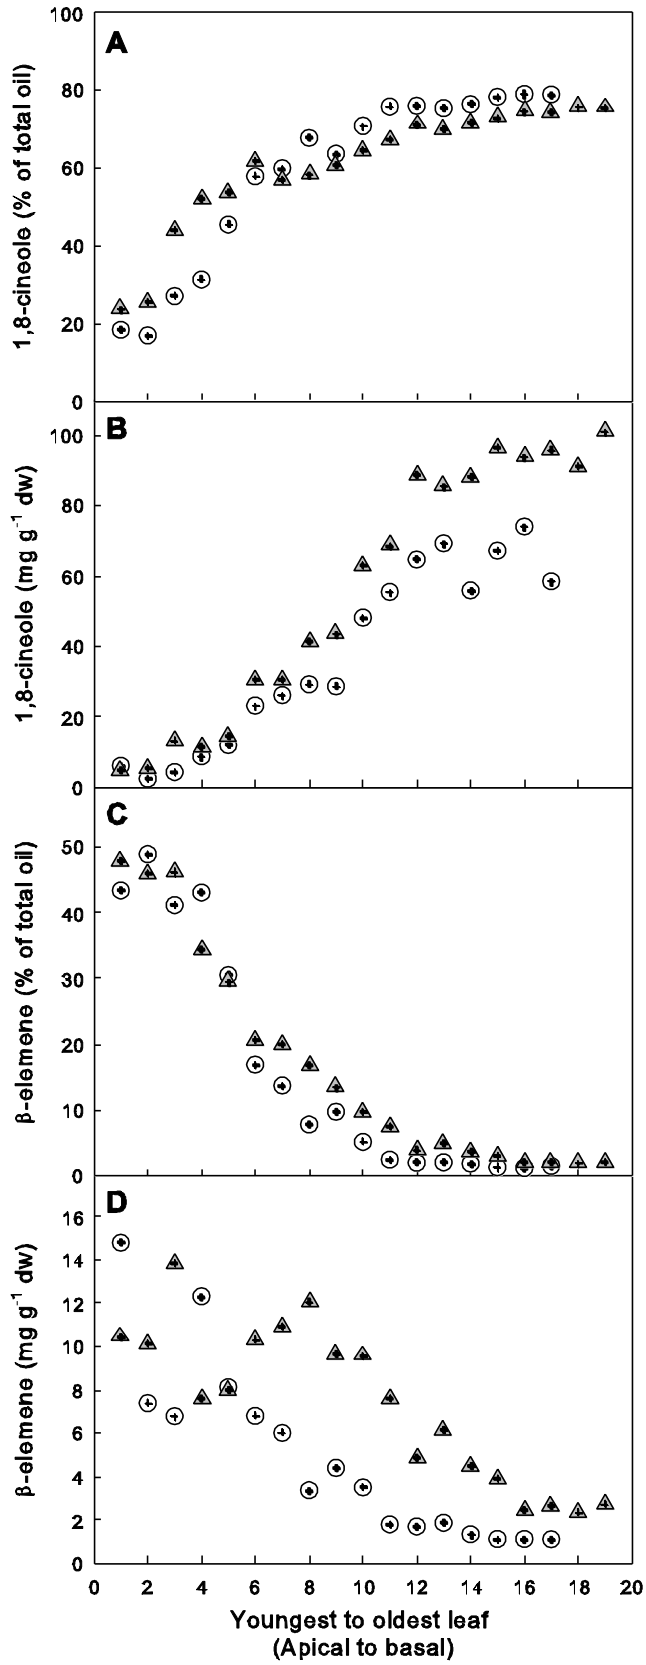 100
80
60
40
20
0
A
1,8-cineole (% of total oil)
100
80
60
40
20
0
B
1,8-cineole (mg g⁻¹ dw)
50
40
30
20
10
0
C
β-elemene (% of total oil)
16
14
12
10
8
6
4
2
0
D
β-elemene (mg g⁻¹ dw)
0 2 4 6 8 10 12 14 16 18 20
Youngest to oldest leaf
(Apical to basal)